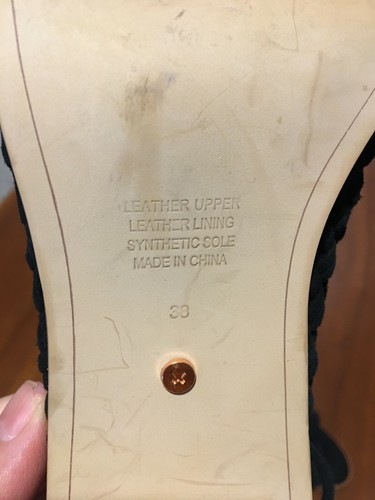 LEATHER UPPER
LEATHER LINING
SYNTHETIC SOLE
MADE IN CHINA
38